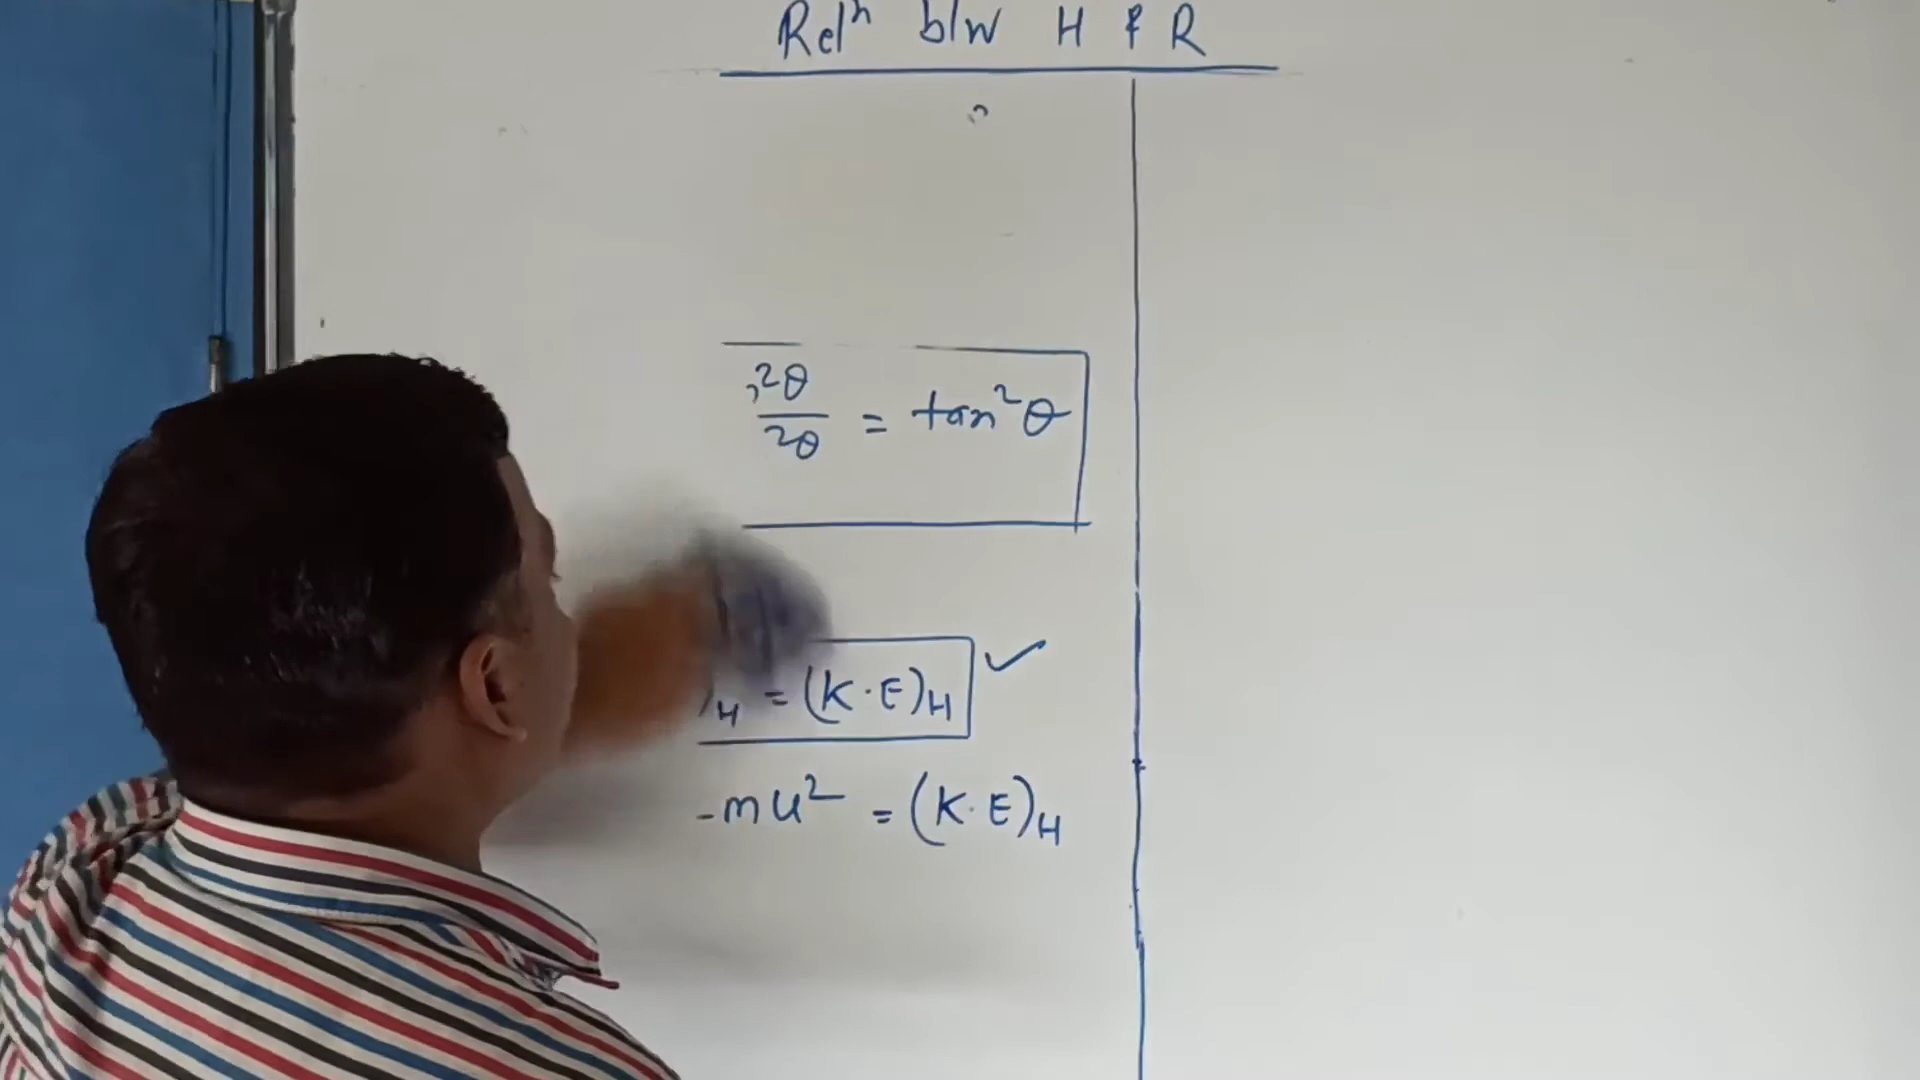 Relⁿ b/w H & R
²θ
²θ = tan²θ
)H = (K.E)H ✓
mu² = (K.E)H